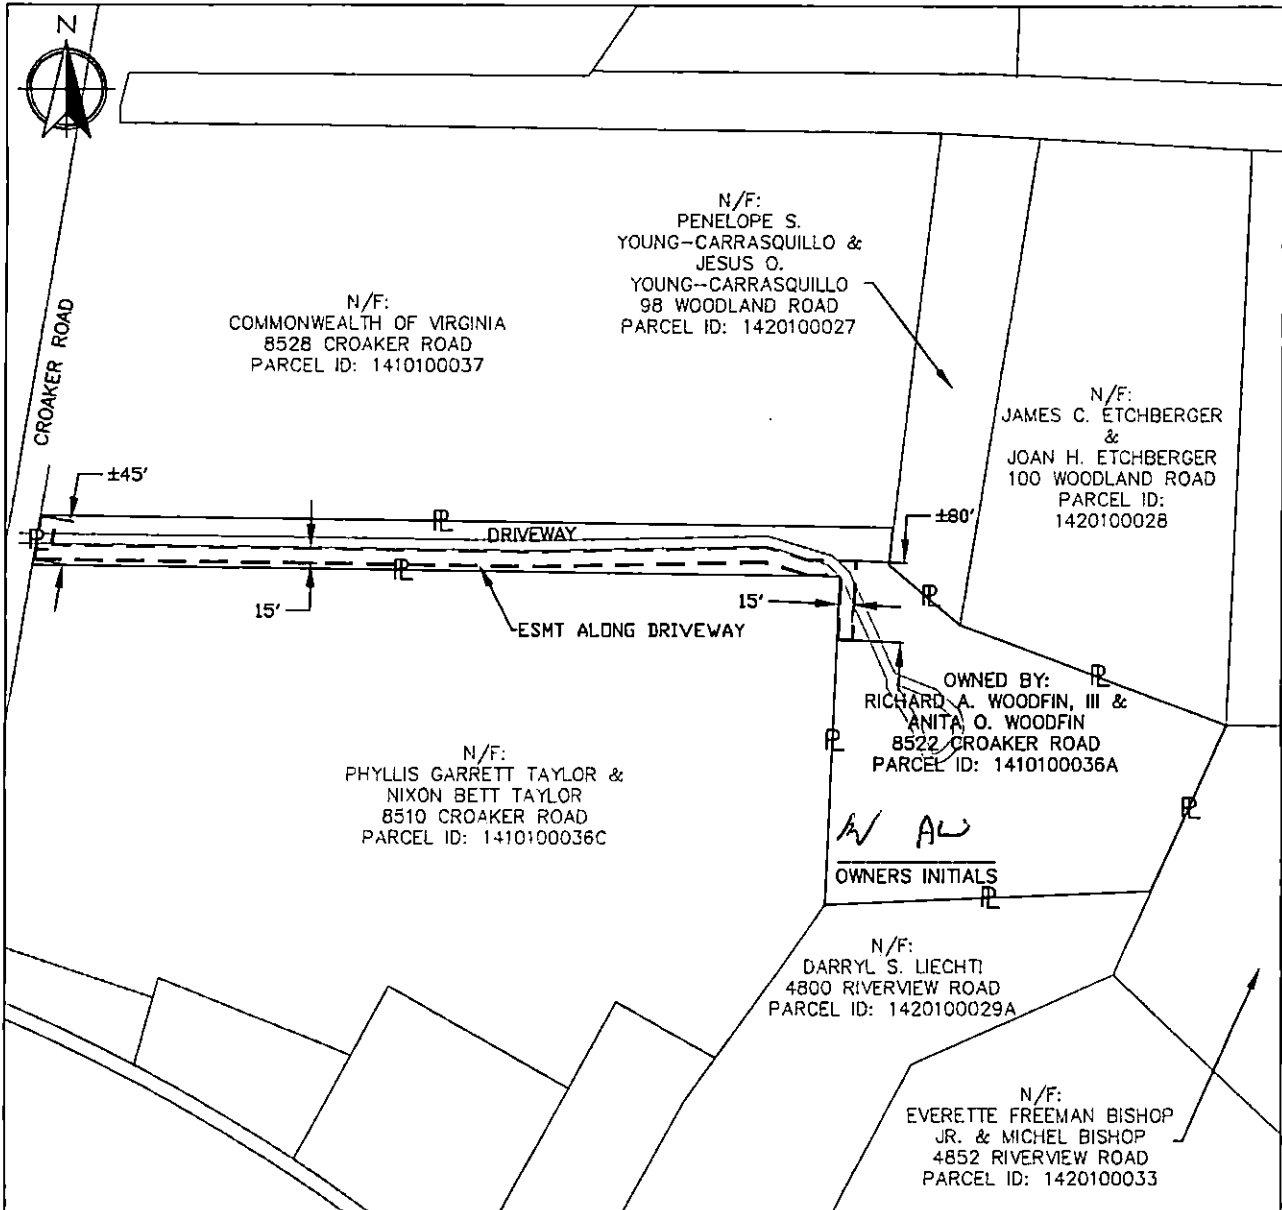 N
N/F:
PENELOPE S.
YOUNG-CARRASQUILLO &
JESUS O.
YOUNG-CARRASQUILLO
98 WOODLAND ROAD
PARCEL ID: 1420100027
N/F:
COMMONWEALTH OF VIRGINIA
8528 CROAKER ROAD
PARCEL ID: 1410100037
CROAKER ROAD
N/F:
JAMES C. ETCHBERGER
&
JOAN H. ETCHBERGER
100 WOODLAND ROAD
PARCEL ID:
1420100028
±45'
PL
DRIVEWAY
±80'
PL
PL
15'
15'
PL
ESMT ALONG DRIVEWAY
PL
OWNED BY:
RICHARD A. WOODFIN, III &
ANITA O. WOODFIN
8522 CROAKER ROAD
PARCEL ID: 1410100036A
PL
N/F:
PHYLLIS GARRETT TAYLOR &
NIXON BETT TAYLOR
8510 CROAKER ROAD
PARCEL ID: 1410100036C
PL
AW
OWNERS INITIALS
PL
N/F:
DARRYL S. LIECHTI
4800 RIVERVIEW ROAD
PARCEL ID: 1420100029A
N/F:
EVERETTE FREEMAN BISHOP
JR. & MICHEL BISHOP
4852 RIVERVIEW ROAD
PARCEL ID: 1420100033